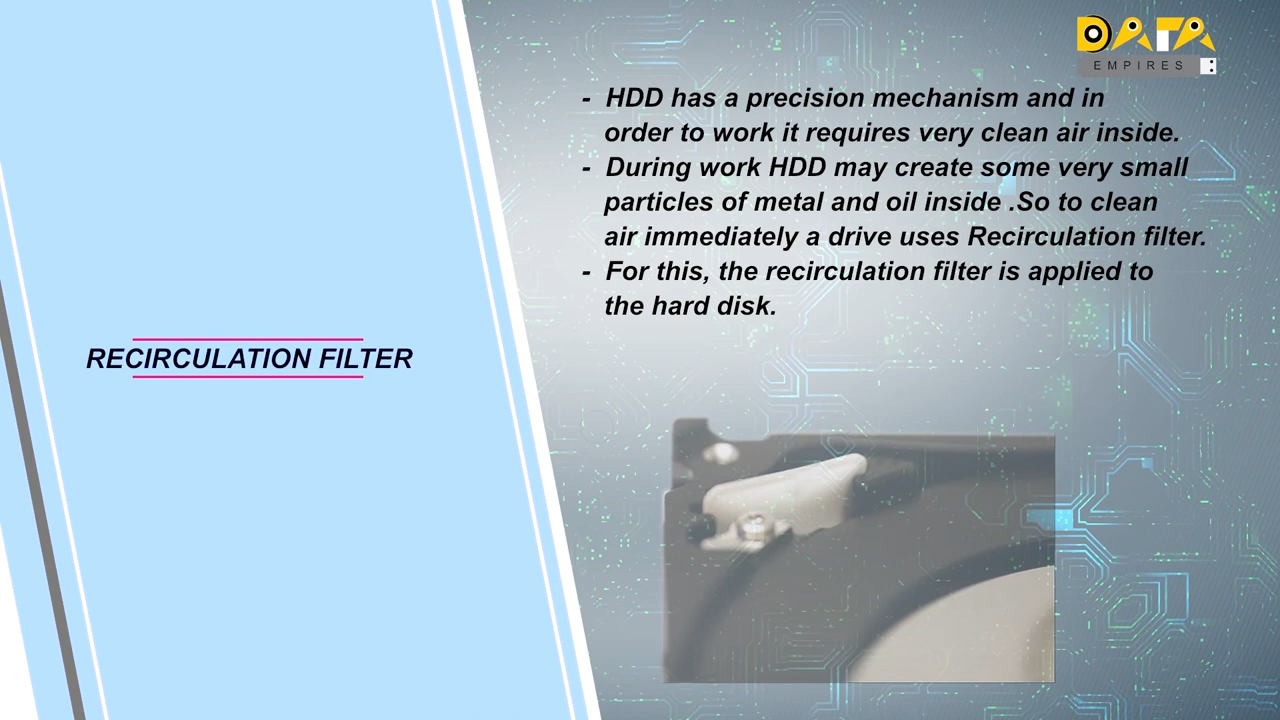 DATA
EMPIRES
- HDD has a precision mechanism and in
order to work it requires very clean air inside.
- During work HDD may create some very small
particles of metal and oil inside .So to clean
air immediately a drive uses Recirculation filter.
- For this, the recirculation filter is applied to
the hard disk.
RECIRCULATION FILTER